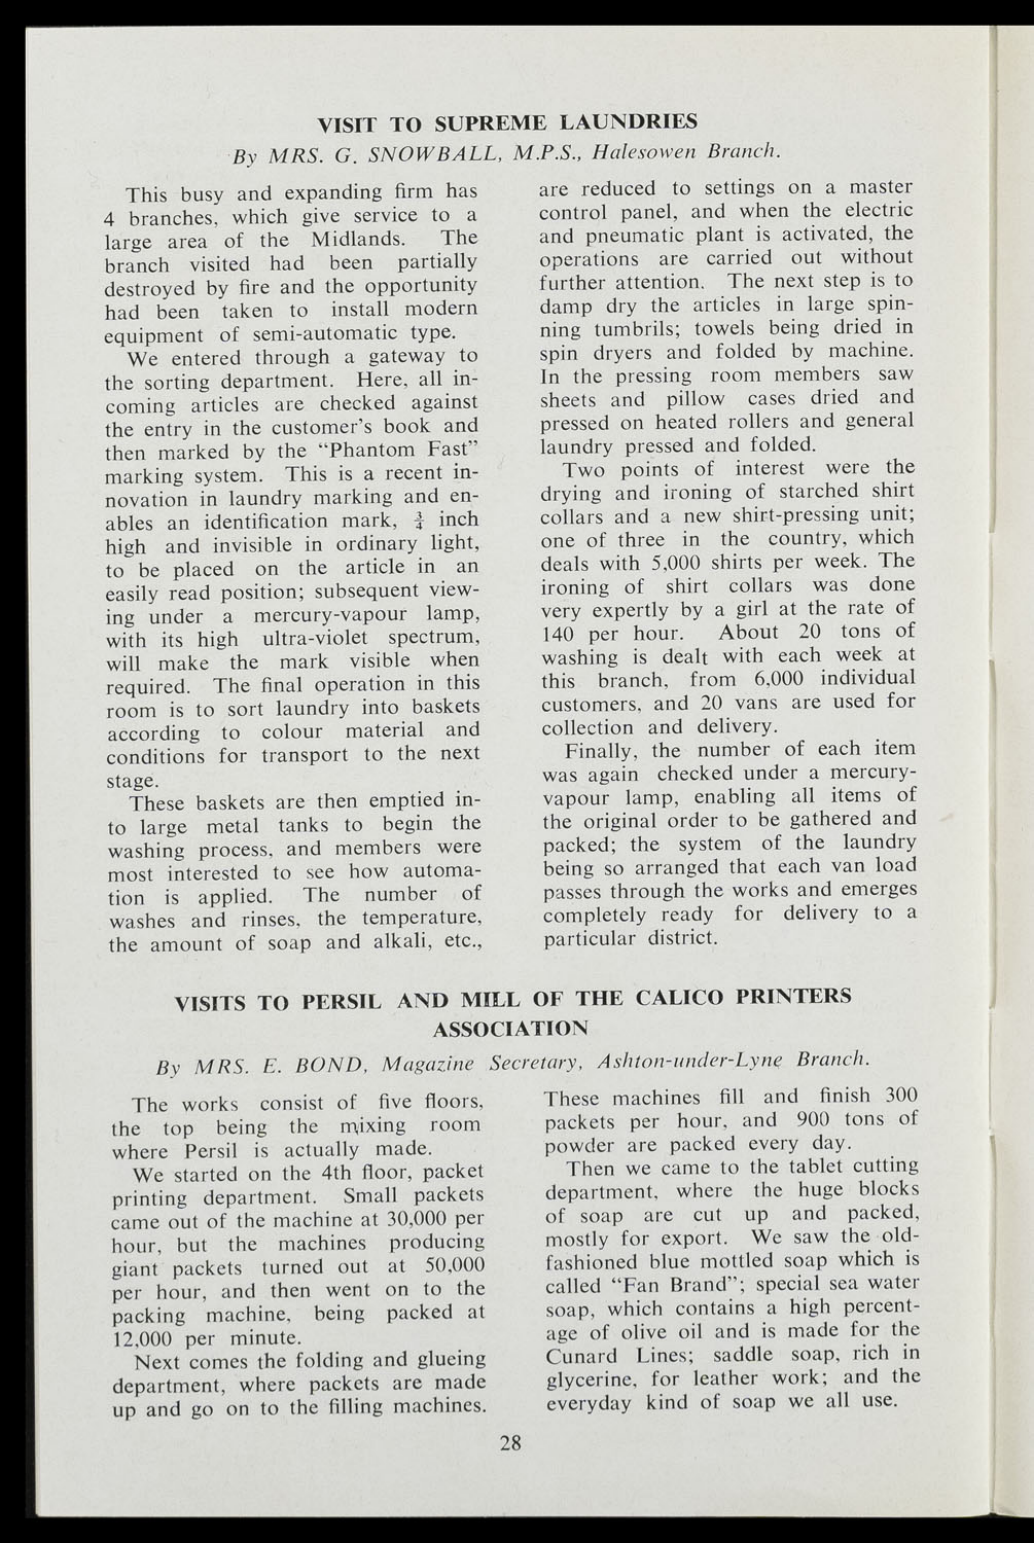 VISIT TO SUPREME LAUNDRIES
By MRS. G. SNOWBALL, M.P.S., Halesowen Branch.
This busy and expanding firm has
4 branches, which give service to a
large area of the Midlands. The
branch visited had been partially
destroyed by fire and the opportunity
had been taken to install modern
equipment of semi-automatic type.
We entered through a gateway to
the sorting department. Here, all in-
coming articles are checked against
the entry in the customer's book and
then marked by the "Phantom Fast"
marking system. This is a recent in-
novation in laundry marking and en-
ables an identification mark, ¾ inch
high and invisible in ordinary light,
to be placed on the article in an
easily read position; subsequent view-
ing under a mercury-vapour lamp,
with its high ultra-violet spectrum,
will make the mark visible when
required. The final operation in this
room is to sort laundry into baskets
according to colour material and
conditions for transport to the next
stage.
These baskets are then emptied in-
to large metal tanks to begin the
washing process, and members were
most interested to see how automa-
tion is applied. The number of
washes and rinses, the temperature,
the amount of soap and alkali, etc.,
are reduced to settings on a master
control panel, and when the electric
and pneumatic plant is activated, the
operations are carried out without
further attention. The next step is to
damp dry the articles in large spin-
ning tumbrils; towels being dried in
spin dryers and folded by machine.
In the pressing room members saw
sheets and pillow cases dried and
pressed on heated rollers and general
laundry pressed and folded.
Two points of interest were the
drying and ironing of starched shirt
collars and a new shirt-pressing unit;
one of three in the country, which
deals with 5,000 shirts per week. The
ironing of shirt collars was done
very expertly by a girl at the rate of
140 per hour. About 20 tons of
washing is dealt with each week at
this branch, from 6,000 individual
customers, and 20 vans are used for
collection and delivery.
Finally, the number of each item
was again checked under a mercury-
vapour lamp, enabling all items of
the original order to be gathered and
packed; the system of the laundry
being so arranged that each van load
passes through the works and emerges
completely ready for delivery to a
particular district.
VISITS TO PERSIL AND MILL OF THE CALICO PRINTERS
ASSOCIATION
By MRS. E. BOND, Magazine Secretary, Ashton-under-Lyne Branch.
The works consist of five floors,
the top being the mixing room
where Persil is actually made.
We started on the 4th floor, packet
printing department. Small packets
came out of the machine at 30,000 per
hour, but the machines producing
giant packets turned out at 50,000
per hour, and then went on to the
packing machine, being packed at
12,000 per minute.
Next comes the folding and glueing
department, where packets are made
up and go on to the filling machines.
These machines fill and finish 300
packets per hour, and 900 tons of
powder are packed every day.
Then we came to the tablet cutting
department, where the huge blocks
of soap are cut up and packed,
mostly for export. We saw the old-
fashioned blue mottled soap which is
called "Fan Brand"; special sea water
soap, which contains a high percent-
age of olive oil and is made for the
Cunard Lines; saddle soap, rich in
glycerine, for leather work; and the
everyday kind of soap we all use.
28